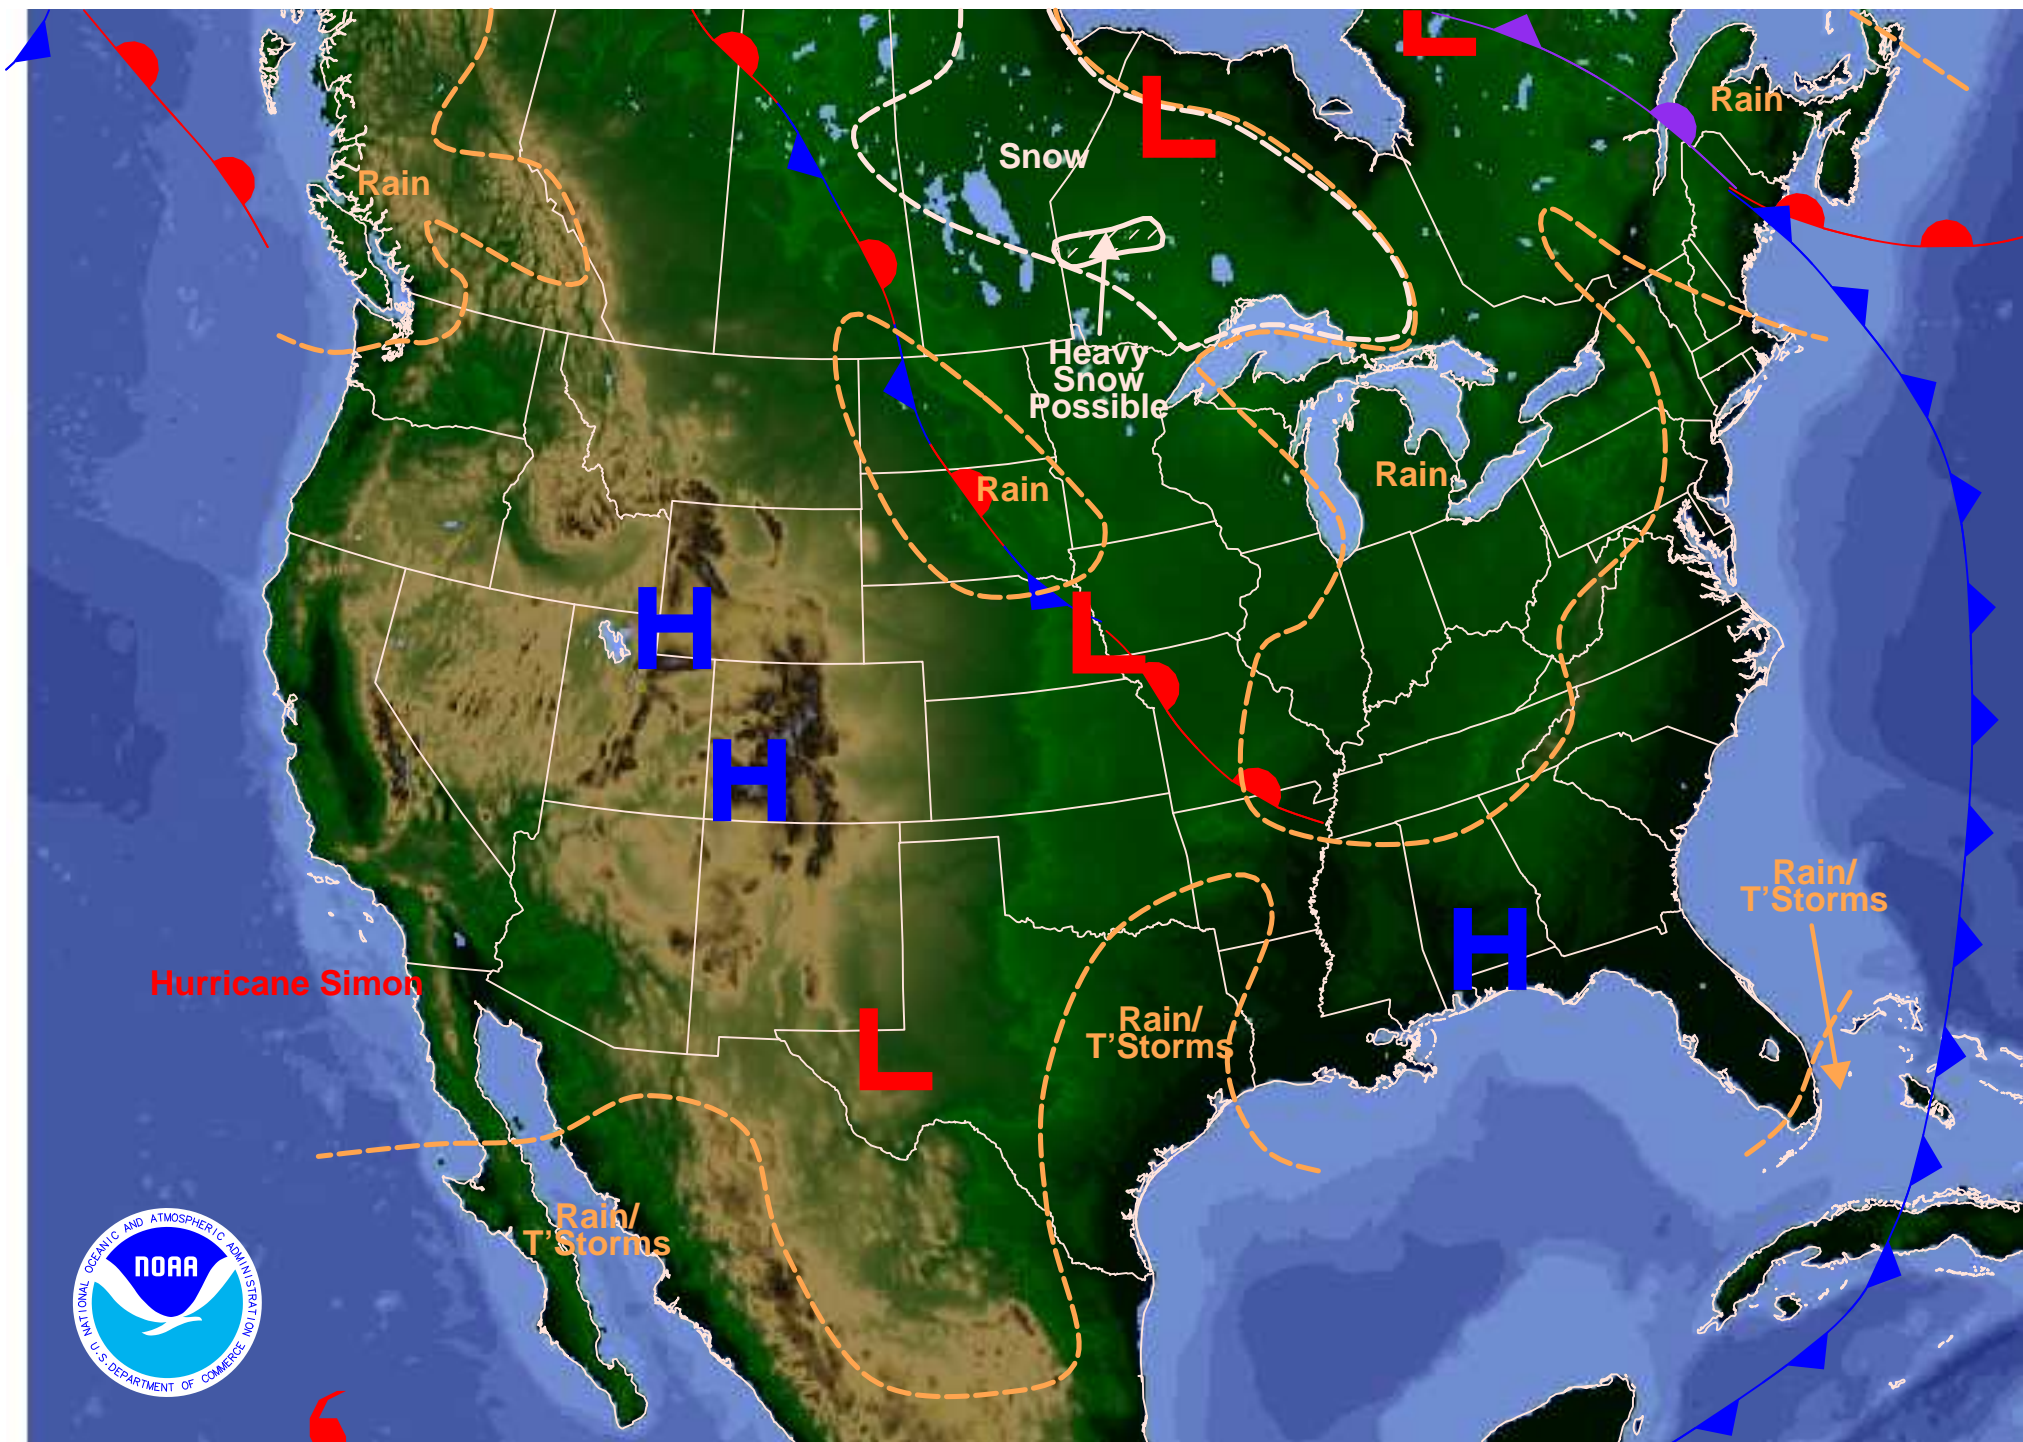 L
Rain
L
Snow
Rain
Heavy
Snow
Possible
Rain
Rain
H
L
H
Rain/
T’Storms
H
Hurricane Simon
Rain/
T’Storms
L
Rain/
T’Storms
NATIONAL OCEANIC AND ATMOSPHERIC ADMINISTRATION
NOAA
U.S. DEPARTMENT OF COMMERCE